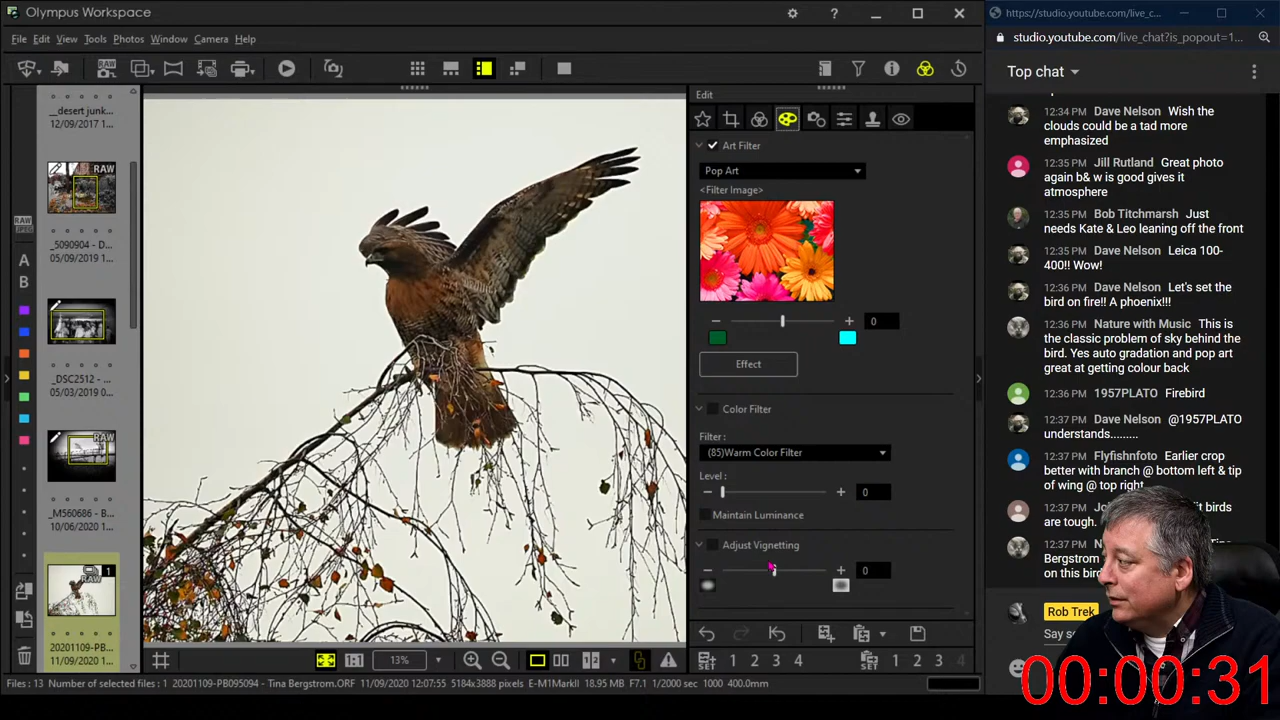 Olympus Workspace
https://studio.youtube.com/live_c...
File Edit View Tools Photos Window Camera Help
studio.youtube.com/live_chat?is_popout=1...
Top chat
__desert junk...
12/09/2017 1...
RAW
_5090904 - D...
05/09/2019 1...
_DSC2512 - L...
05/03/2019 0...
RAW
_M560686 - B...
10/06/2020 1...
1
20201109-PB...
11/09/2020 1...
RAW
JPEG
A
B
Edit
Art Filter
Pop Art
<Filter Image>
0
Effect
Color Filter
Filter :
(85)Warm Color Filter
Level :
0
Maintain Luminance
Adjust Vignetting
0
1:1
13%
1 2 3 4
1 2 3 4
Files : 13 Number of selected files : 1 20201109-PB095094 - Tina Bergstrom.ORF 11/09/2020 12:07:55 5184x3888 pixels E-M1MarkII 18.95 MB F7.1 1/2000 sec 1000 400.0mm
12:34 PM Dave Nelson Wish the
clouds could be a tad more
emphasized
12:35 PM Jill Rutland Great photo
again b& w is good gives it
atmosphere
12:35 PM Bob Titchmarsh Just
needs Kate & Leo leaning off the front
12:35 PM Dave Nelson Leica 100-
400!! Wow!
12:36 PM Dave Nelson Let's set the
bird on fire!! A phoenix!!!
12:36 PM Nature with Music This is
the classic problem of sky behind the
bird. Yes auto gradation and pop art
great at getting colour back
12:36 PM 1957PLATO Firebird
12:37 PM Dave Nelson @1957PLATO
understands.........
12:37 PM Flyfishnfoto Earlier crop
better with branch @ bottom left & tip
of wing @ top right
12:37 PM
birds
are tough.
12:37 PM
Bergstrom
on this bird
Rob Trek
Say
00:00:31